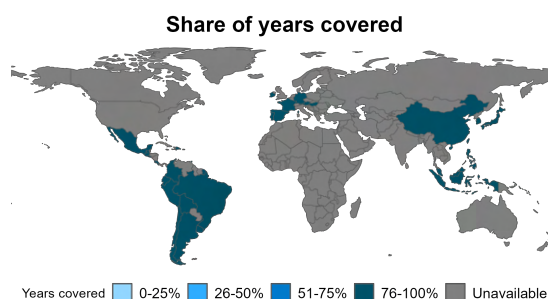 Share of years covered
Years covered 0-25% 26-50% 51-75% 76-100% Unavailable